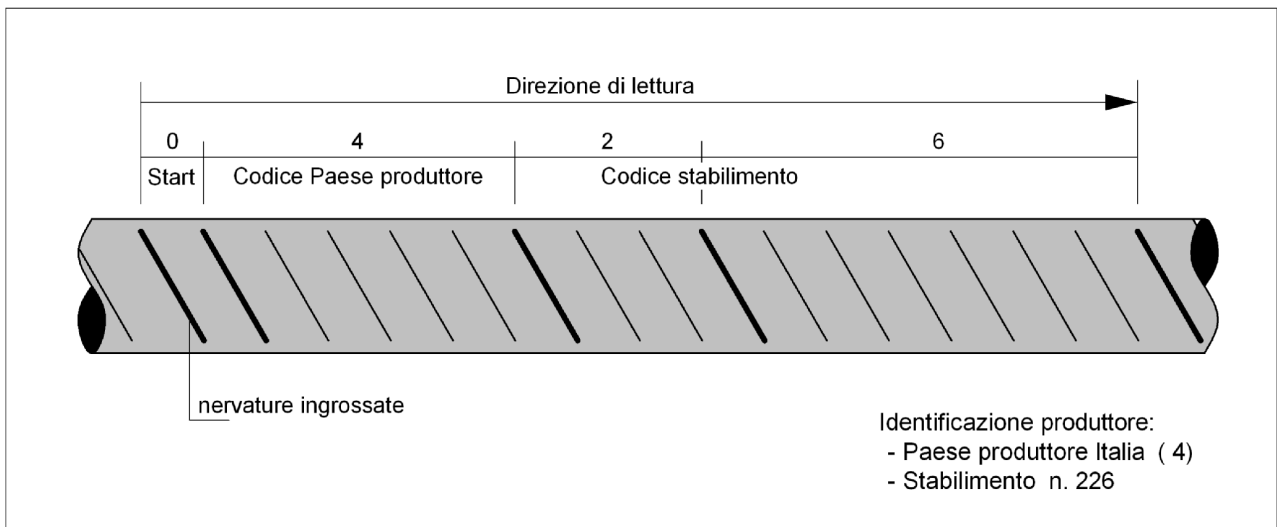 Direzione di lettura
0 4 2 6
Start Codice Paese produttore Codice stabilimento
nervature ingrossate
Identificazione produttore:
- Paese produttore Italia ( 4)
- Stabilimento n. 226